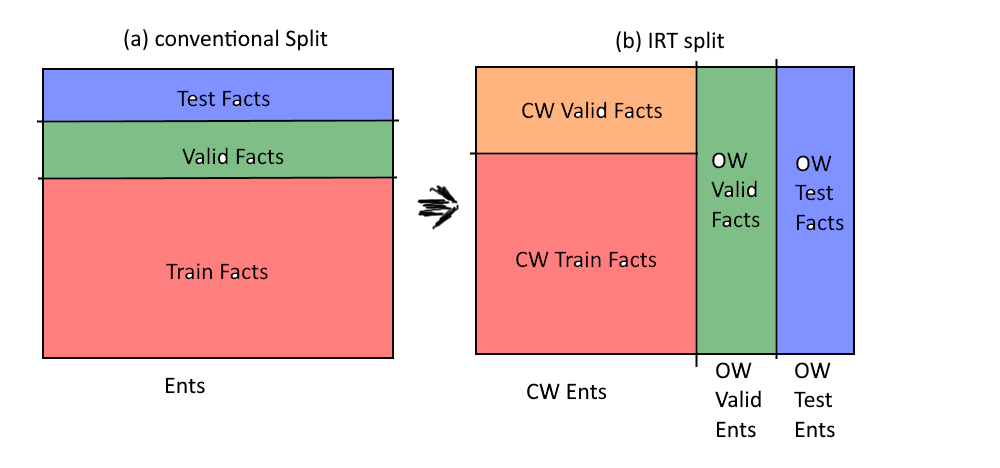 (a) conventional Split
Test Facts
Valid Facts
Train Facts
Ents
(b) IRT split
CW Valid Facts
CW Train Facts
OW
Valid
Facts
OW
Test
Facts
CW Ents
OW
Valid
Ents
OW
Test
Ents